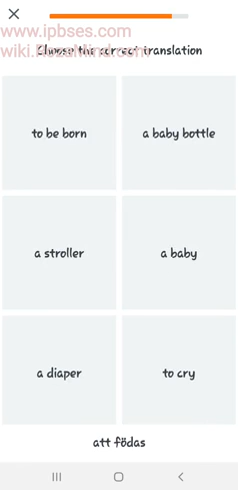 www.ipbses.com
Choose the correct translation
to be born
a baby bottle
a stroller
a baby
a diaper
to cry
att födas